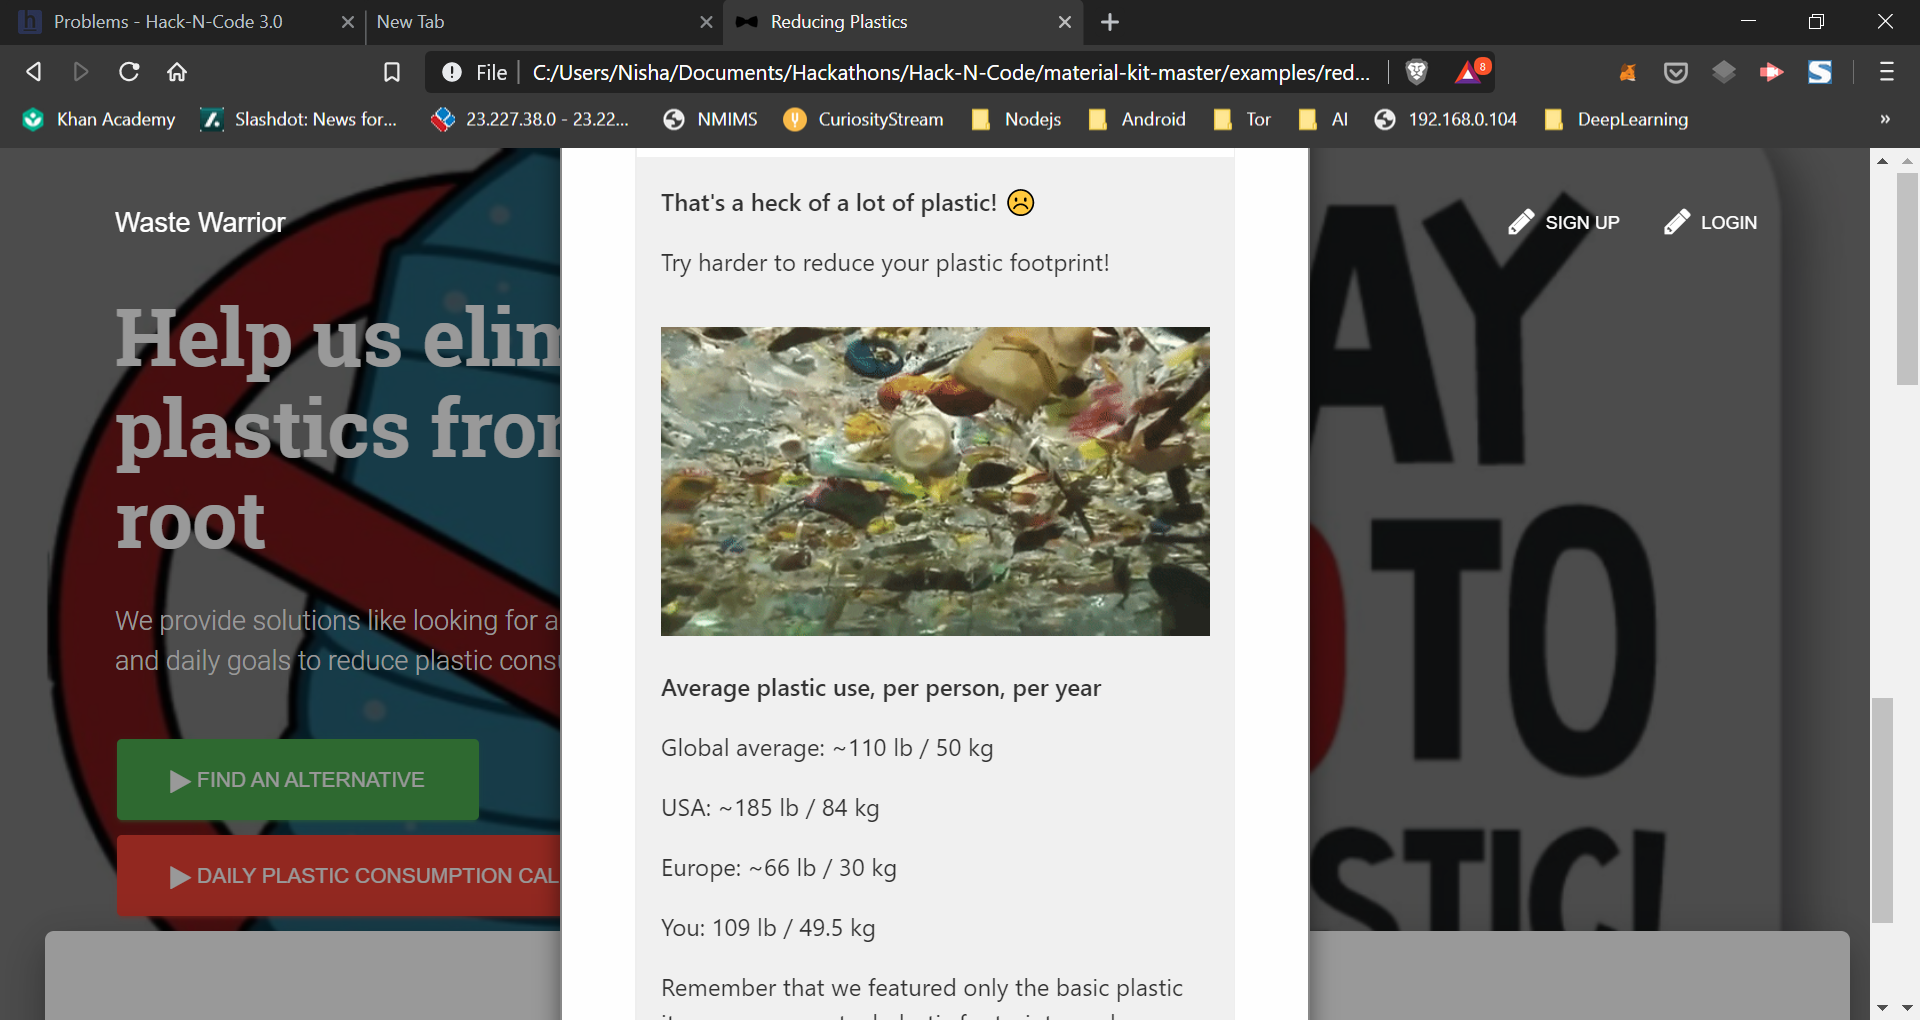 Problems - Hack-N-Code 3.0
New Tab
Reducing Plastics
File
C:/Users/Nisha/Documents/Hackathons/Hack-N-Code/material-kit-master/examples/red...
8
Khan Academy
Slashdot: News for...
23.227.38.0 - 23.22...
NMIMS
CuriosityStream
Nodejs
Android
Tor
AI
192.168.0.104
DeepLearning
»
Waste Warrior
SIGN UP
LOGIN
Help us elim
plastics fron
root
We provide solutions like looking for a
and daily goals to reduce plastic cons
FIND AN ALTERNATIVE
DAILY PLASTIC CONSUMPTION CAL
That's a heck of a lot of plastic!
Try harder to reduce your plastic footprint!
Average plastic use, per person, per year
Global average: ~110 lb / 50 kg
USA: ~185 lb / 84 kg
Europe: ~66 lb / 30 kg
You: 109 lb / 49.5 kg
Remember that we featured only the basic plastic
AY
TO
STIC!